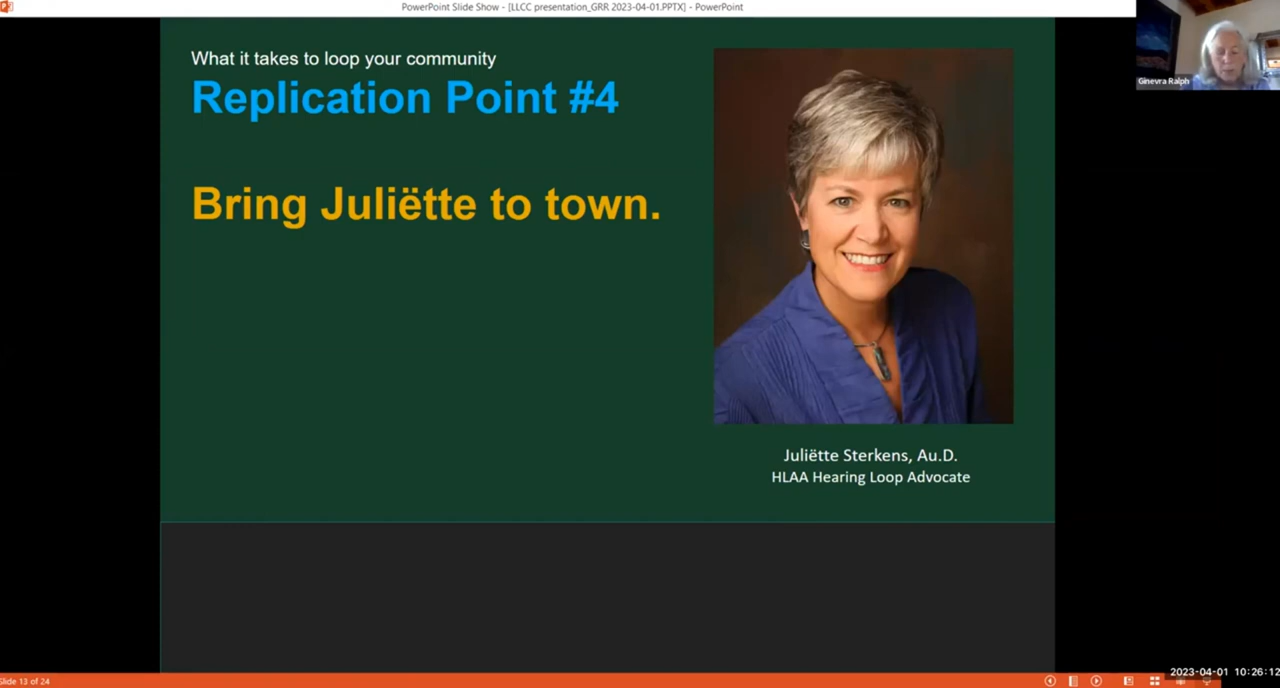 PowerPoint Slide Show - [LLCC presentation_GRR 2023-04-01.PPTX] - PowerPoint
Ginevra Ralph
What it takes to loop your community
Replication Point #4
Bring Juliëtte to town.
Juliëtte Sterkens, Au.D.
HLAA Hearing Loop Advocate
2023-04-01 10:26:12
Slide 13 of 24